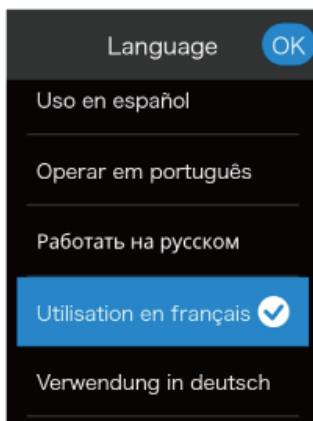 Language
OK
Uso en español
Operar em português
Работать на русском
Utilisation en français
Verwendung in deutsch